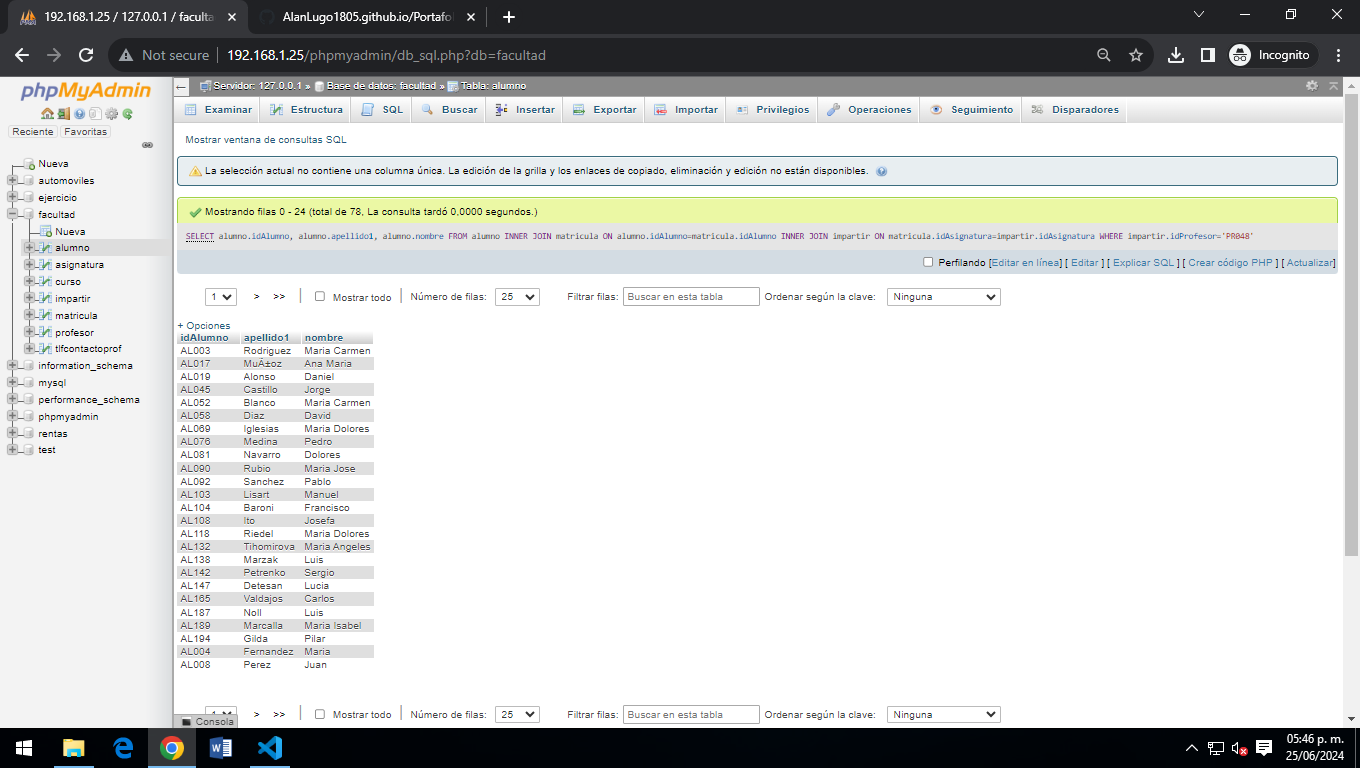 192.168.1.25 / 127.0.0.1 / faculta
AlanLugo1805.github.io/Portafo
Not secure
192.168.1.25/phpmyadmin/db_sql.php?db=facultad
Incognito
phpMyAdmin
Reciente Favoritas
Nueva
automoviles
ejercicio
facultad
Nueva
alumno
asignatura
curso
impartir
matricula
profesor
tlfcontactoprof
information_schema
mysql
performance_schema
phpmyadmin
rentas
test
Servidor: 127.0.0.1 » Base de datos: facultad » Tabla: alumno
Examinar Estructura SQL Buscar Insertar Exportar Importar Privilegios Operaciones Seguimiento Disparadores
Mostrar ventana de consultas SQL
La selección actual no contiene una columna única. La edición de la grilla y los enlaces de copiado, eliminación y edición no están disponibles.
Mostrando filas 0 - 24 (total de 78, La consulta tardó 0,0000 segundos.)
SELECT alumno.idAlumno, alumno.apellido1, alumno.nombre FROM alumno INNER JOIN matricula ON alumno.idAlumno=matricula.idAlumno INNER JOIN impartir ON matricula.idAsignatura=impartir.idAsignatura WHERE impartir.idProfesor='PR048'
Perfilando [Editar en línea] [ Editar ] [ Explicar SQL ] [ Crear código PHP ] [ Actualizar]
1 > >> Mostrar todo Número de filas: 25 Filtrar filas: Buscar en esta tabla Ordenar según la clave: Ninguna
+ Opciones
idAlumno apellido1 nombre
AL003 Rodriguez Maria Carmen
AL017 MuÃ±oz Ana Maria
AL019 Alonso Daniel
AL045 Castillo Jorge
AL052 Blanco Maria Carmen
AL058 Diaz David
AL069 Iglesias Maria Dolores
AL076 Medina Pedro
AL081 Navarro Dolores
AL090 Rubio Maria Jose
AL092 Sanchez Pablo
AL103 Lisart Manuel
AL104 Baroni Francisco
AL108 Ito Josefa
AL118 Riedel Maria Dolores
AL132 Tihomirova Maria Angeles
AL138 Marzak Luis
AL142 Petrenko Sergio
AL147 Detesan Lucia
AL165 Valdajos Carlos
AL187 Noll Luis
AL189 Marcalla Maria Isabel
AL194 Gilda Pilar
AL004 Fernandez Maria
AL008 Perez Juan
1 > >> Mostrar todo Número de filas: 25 Filtrar filas: Buscar en esta tabla Ordenar según la clave: Ninguna
Consola
05:46 p. m.
25/06/2024